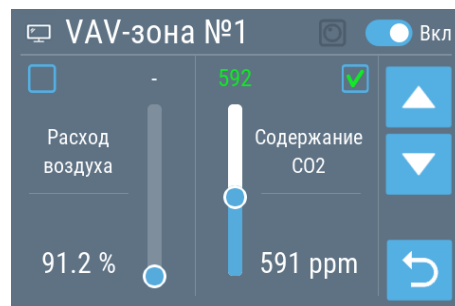 VAV-зона №1
Вкл
-
592
Расход
воздуха
Содержание
CO2
91.2 %
591 ppm